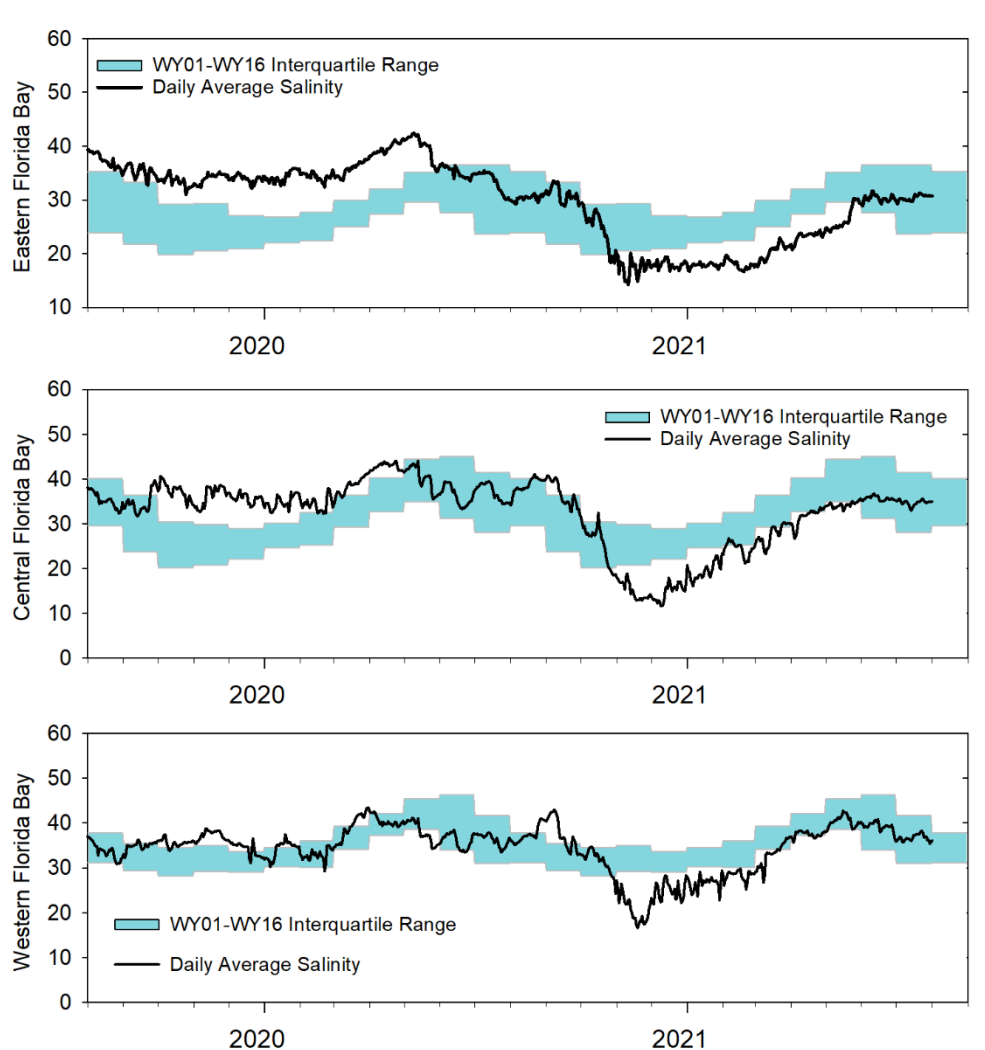 60
WY01-WY16 Interquartile Range
50
Daily Average Salinity
40
30
20
10
Eastern Florida Bay
2020 2021
60
WY01-WY16 Interquartile Range
50
Daily Average Salinity
40
30
20
10
0
Central Florida Bay
2020 2021
60
50
40
30
20
WY01-WY16 Interquartile Range
10
Daily Average Salinity
0
Western Florida Bay
2020 2021